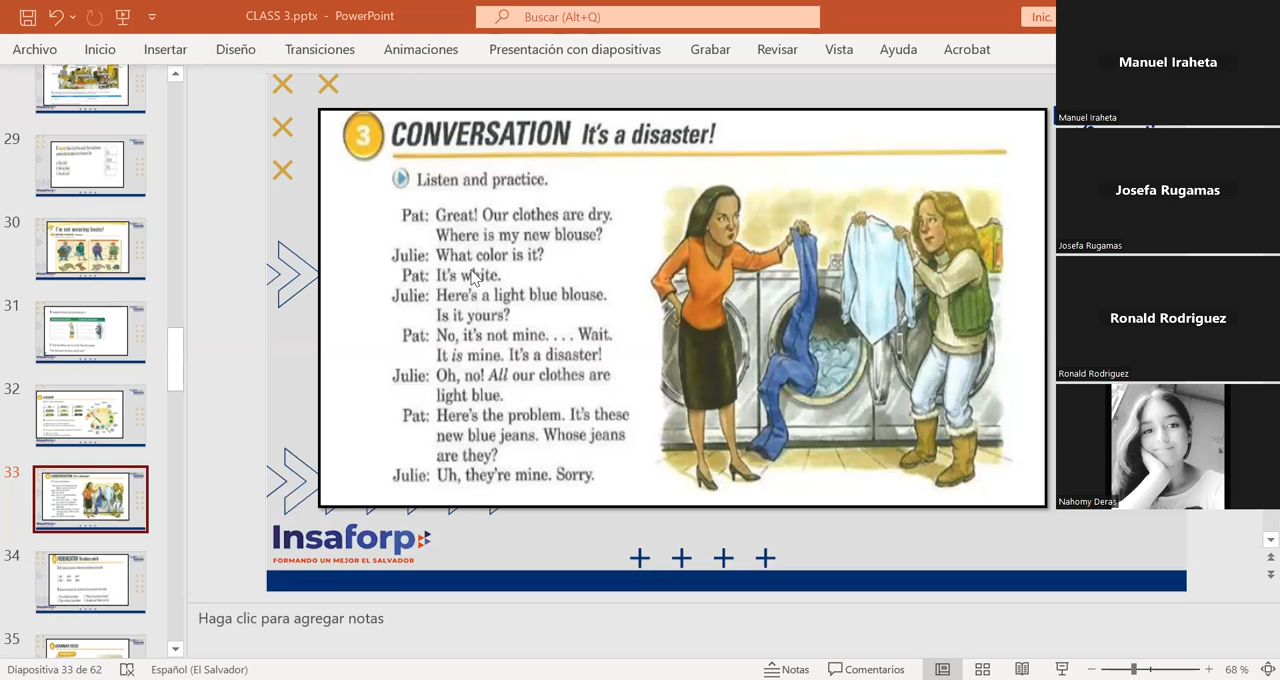 CLASS 3.pptx - PowerPoint
Buscar (Alt+Q)
Inic.
Archivo Inicio Insertar Diseño Transiciones Animaciones Presentación con diapositivas Grabar Revisar Vista Ayuda Acrobat
29
30
I'm not wearing boots!
31
32
33
34
35
3 CONVERSATION It's a disaster!
Listen and practice.
Pat: Great! Our clothes are dry.
Where is my new blouse?
Julie: What color is it?
Pat: It's white.
Julie: Here's a light blue blouse.
Is it yours?
Pat: No, it's not mine. . . . Wait.
It is mine. It's a disaster!
Julie: Oh, no! All our clothes are
light blue.
Pat: Here's the problem. It's these
new blue jeans. Whose jeans
are they?
Julie: Uh, they're mine. Sorry.
Insaforp
FORMANDO UN MEJOR EL SALVADOR
Manuel Iraheta
Manuel Iraheta
Josefa Rugamas
Josefa Rugamas
Ronald Rodriguez
Ronald Rodriguez
Nahomy Deras
Haga clic para agregar notas
Diapositiva 33 de 62 Español (El Salvador) Notas Comentarios 68 %